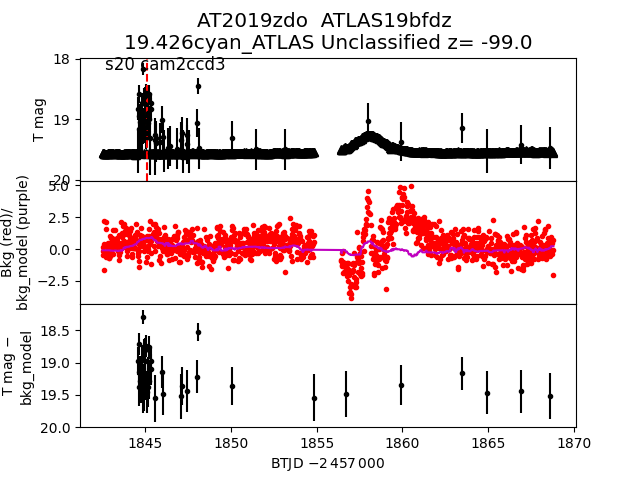 AT2019zdo  ATLAS19bfdz
19.426cyan_ATLAS Unclassified z= -99.0
s20 cam2ccd3
18
19
20
T mag
5.0
2.5
0.0
−2.5
Bkg (red)/
bkg_model (purple)
18.5
19.0
19.5
20.0
T mag −
bkg_model
1845
1850
1855
1860
1865
1870
BTJD −2 457 000